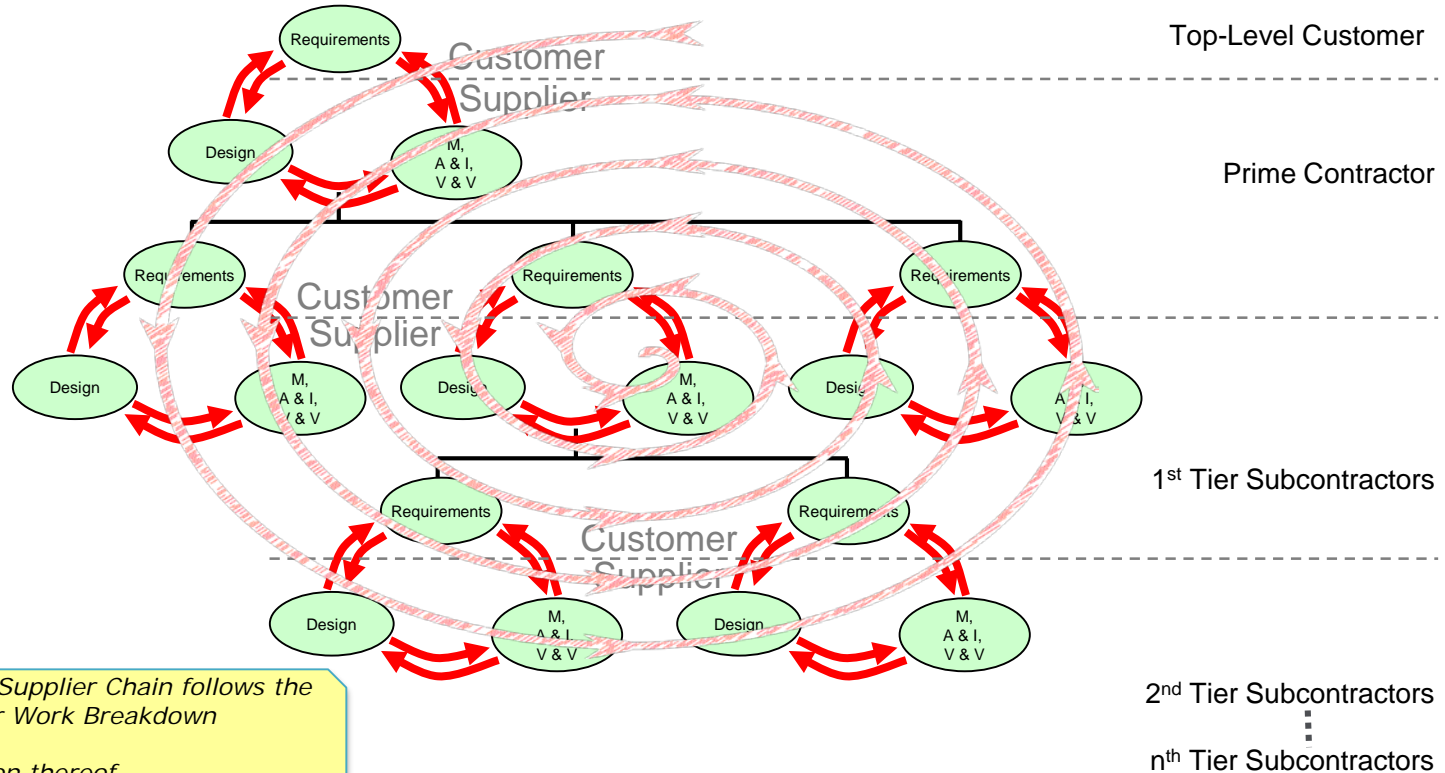 Requirements
Customer
Top-Level Customer
Supplier
Design
M,
A & I,
V & V
Prime Contractor
Requirements
Requirements
Requirements
Customer
Supplier
Design
M,
A & I,
V & V
Design
M,
A & I,
V & V
Design
A & I,
V & V
1st Tier Subcontractors
Requirements
Requirements
Customer
Supplier
Design
M,
A & I,
V & V
Design
M,
A & I,
V & V
Supplier Chain follows the
Work Breakdown
thereof
2nd Tier Subcontractors
nth Tier Subcontractors